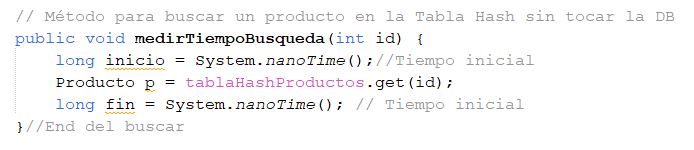 // Método para buscar un producto en la Tabla Hash sin tocar la DB
public void medirTiempoBusqueda(int id) {
    long inicio = System.nanoTime();//Tiempo inicial
    Producto p = tablaHashProductos.get(id);
    long fin = System.nanoTime(); // Tiempo inicial
}//End del buscar